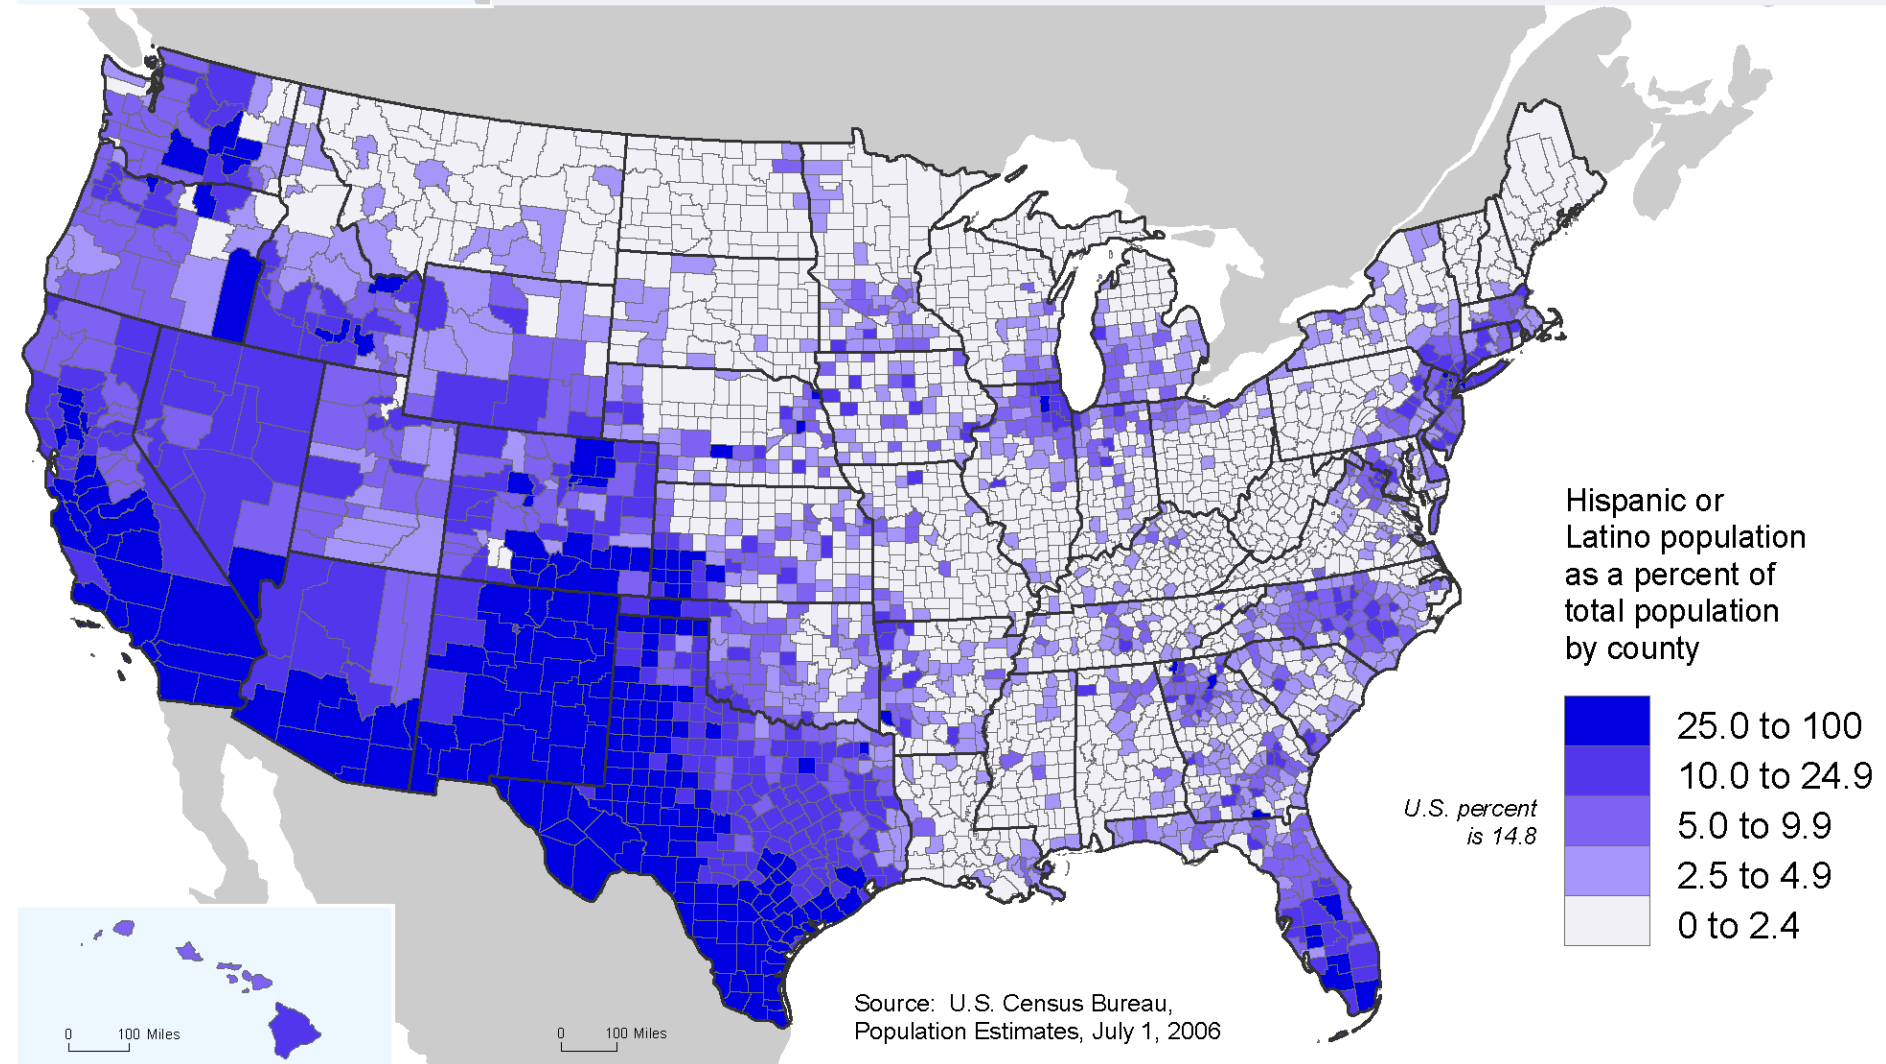 Hispanic or
Latino population
as a percent of
total population
by county
25.0 to 100
10.0 to 24.9
5.0 to 9.9
2.5 to 4.9
0 to 2.4
U.S. percent
is 14.8
Source: U.S. Census Bureau,
Population Estimates, July 1, 2006
0 100 Miles
0 100 Miles